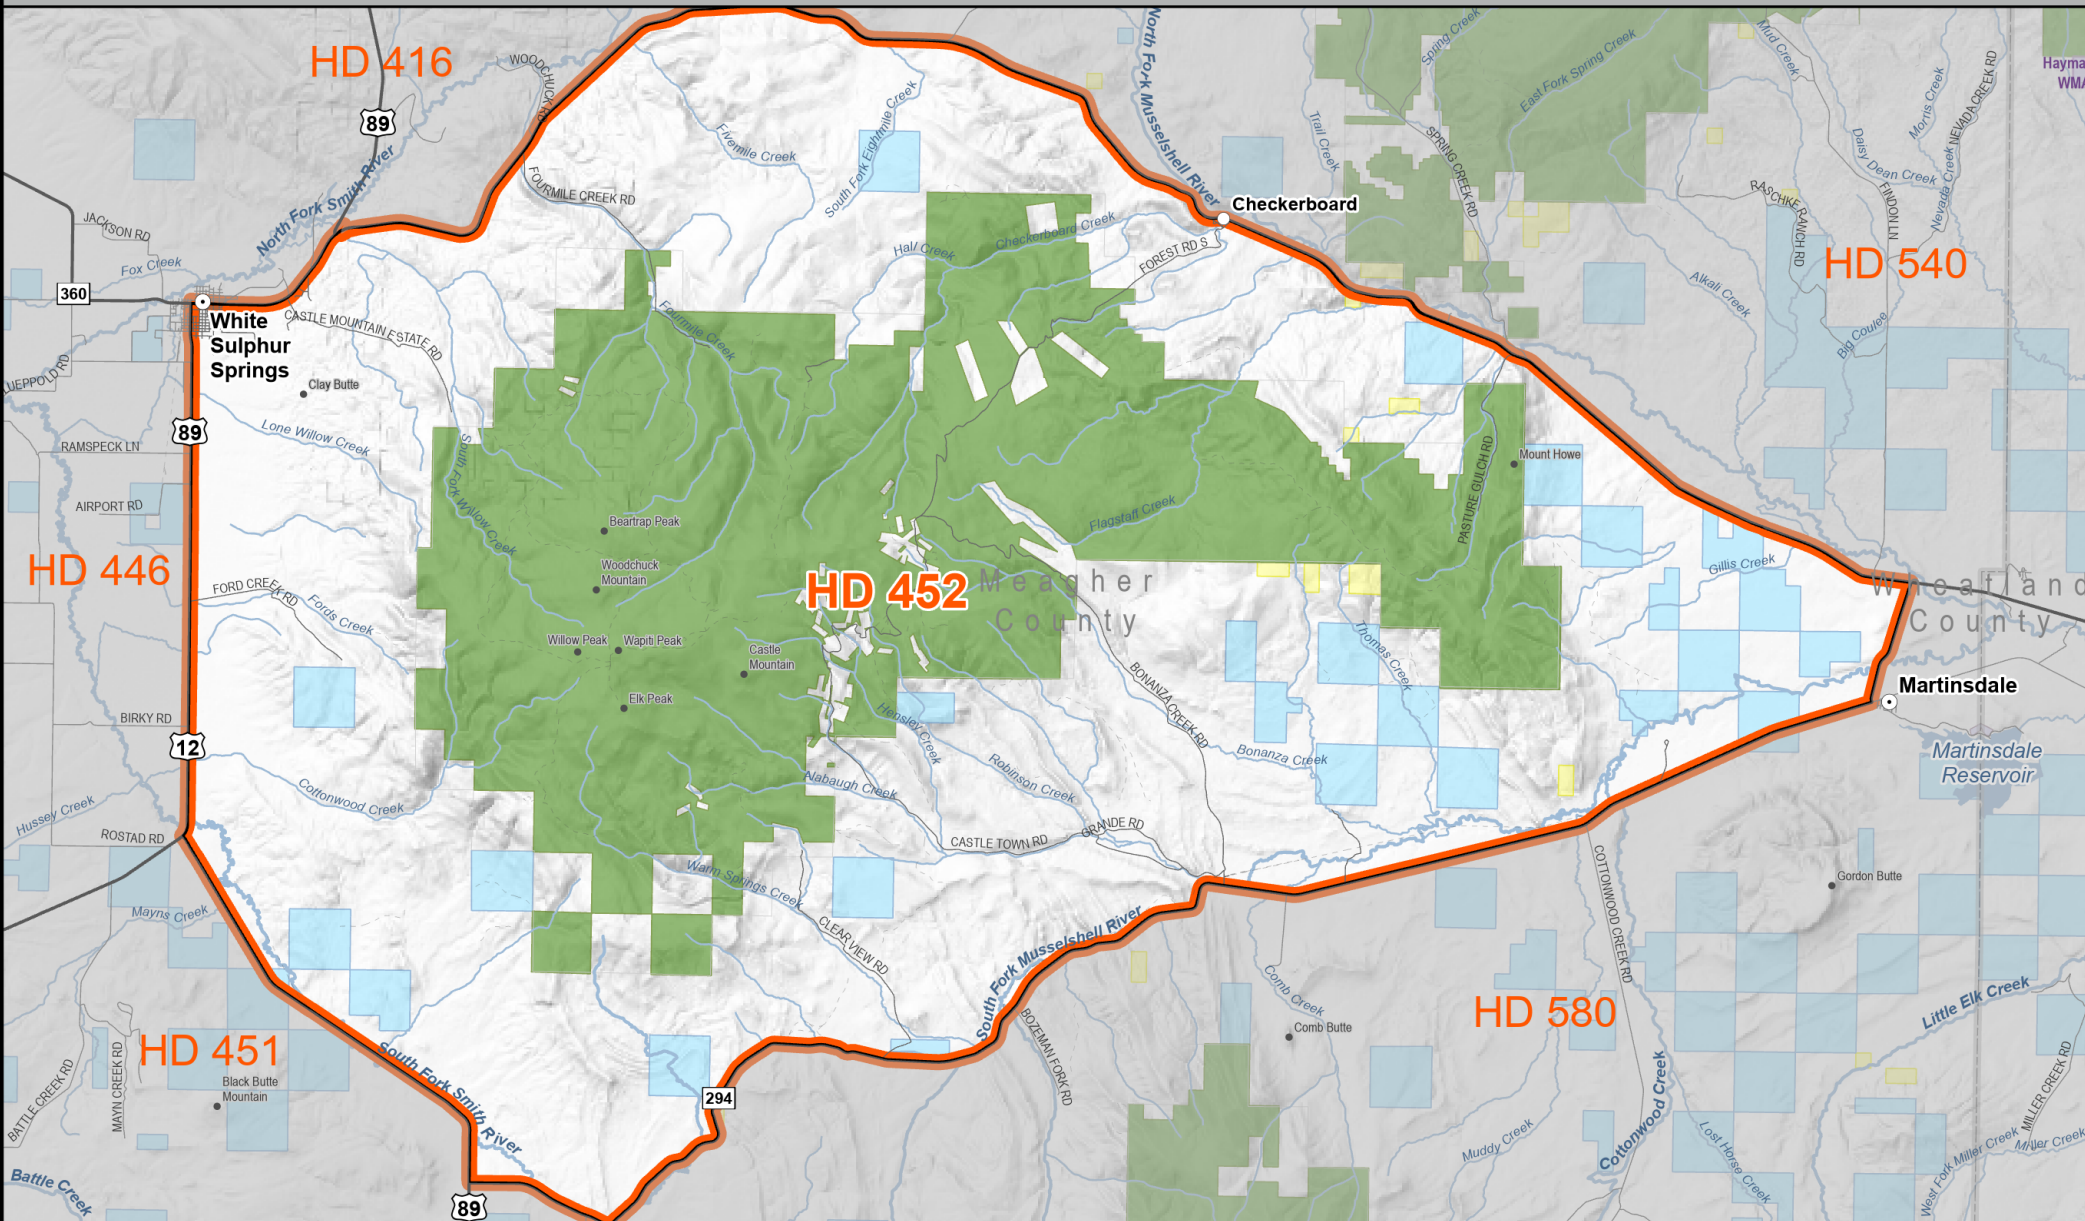 HD 416
89
WOODCHUCK RD
North Fork Smith River
JACKSON RD
Fox Creek
360
White
Sulphur
Springs
CASTLE MOUNTAIN ESTATE RD
Clay Butte
LUEPPOLD RD
89
RAMSPECK LN
Lone Willow Creek
AIRPORT RD
HD 446
FORD CREEK RD
Fords Creek
BIRKY RD
12
Hussey Creek
ROSTAD RD
Cottonwood Creek
Mayns Creek
HD 451
Black Butte
Mountain
BATTLE CREEK RD
MAYN CREEK RD
Battle Creek
South Fork Smith River
89
FOURMILE CREEK RD
Fivemile Creek
South Fork Eightmile Creek
Hall Creek
Checkerboard Creek
FOREST RD S
Checkerboard
North Fork Musselshell River
Fourmile Creek
South Fork Willow Creek
Beartrap Peak
Woodchuck
Mountain
Willow Peak
Wapiti Peak
Castle
Mountain
Elk Peak
HD 452
Meagher
County
Flagstaff Creek
PASTURE GULCH RD
Mount Howe
Gillis Creek
Thomas Creek
BONANZA CREEK RD
Bonanza Creek
Hensley Creek
Robinson Creek
Alabaugh Creek
CASTLE TOWN RD
GRANDE RD
Warm Springs Creek
CLEAR VIEW RD
South Fork Musselshell River
294
BOZEMAN FORK RD
Comb Creek
Comb Butte
HD 580
Muddy Creek
Cottonwood Creek
COTTONWOOD CREEK RD
Lost Horse Creek
Little Elk Creek
West Fork Miller Creek
Miller Creek
MILLER CREEK RD
Gordon Butte
Martinsdale
Reservoir
Martinsdale
Wheatland
County
HD 540
Trail Creek
Spring Creek
East Fork Spring Creek
SPRING CREEK RD
Mud Creek
Morris Creek
NEVADA CREEK RD
Daisy Dean Creek
Nevada Creek
FINDON LN
RASCHKE RANCH RD
Alkali Creek
Big Coulee
Hayma
WMA